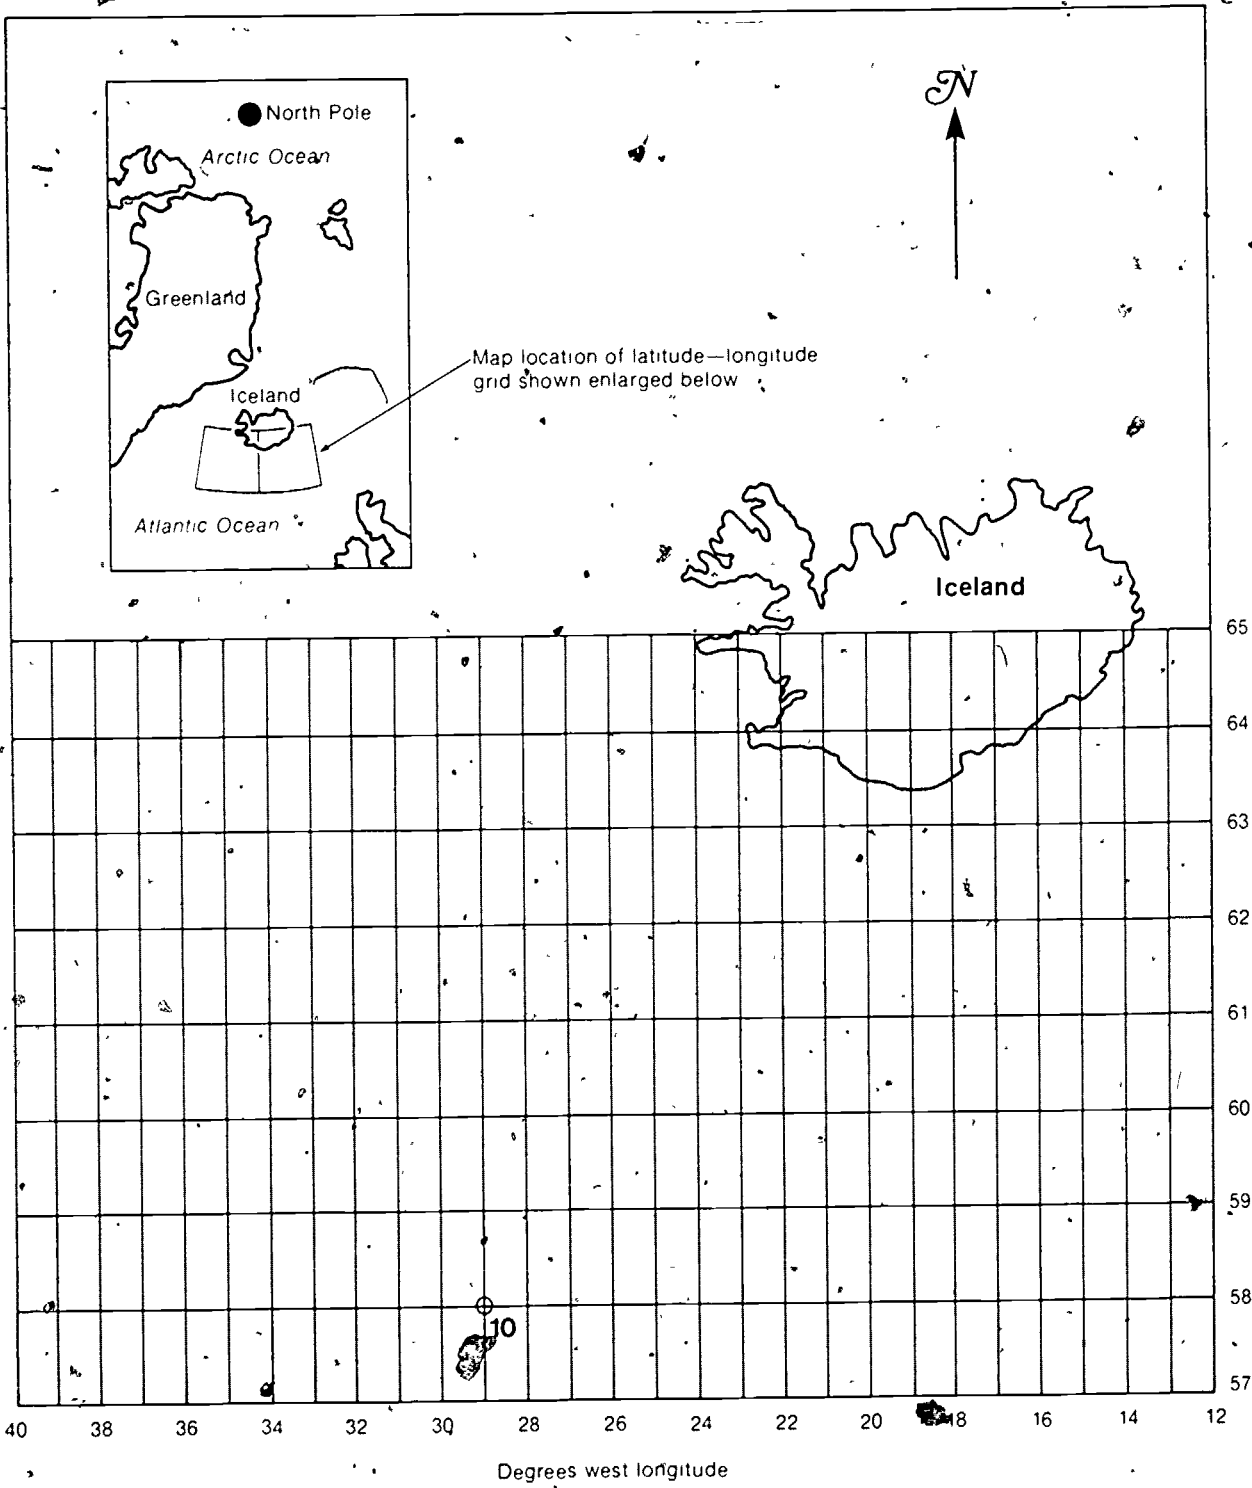 N
North Pole
Arctic Ocean
Greenland
Map location of latitude—longitude
grid shown enlarged below
Iceland
Atlantic Ocean
Iceland
65
64
63
62
61
60
59
58
10
57
40 38 36 34 32 30 28 26 24 22 20 18 16 14 12
Degrees west longitude